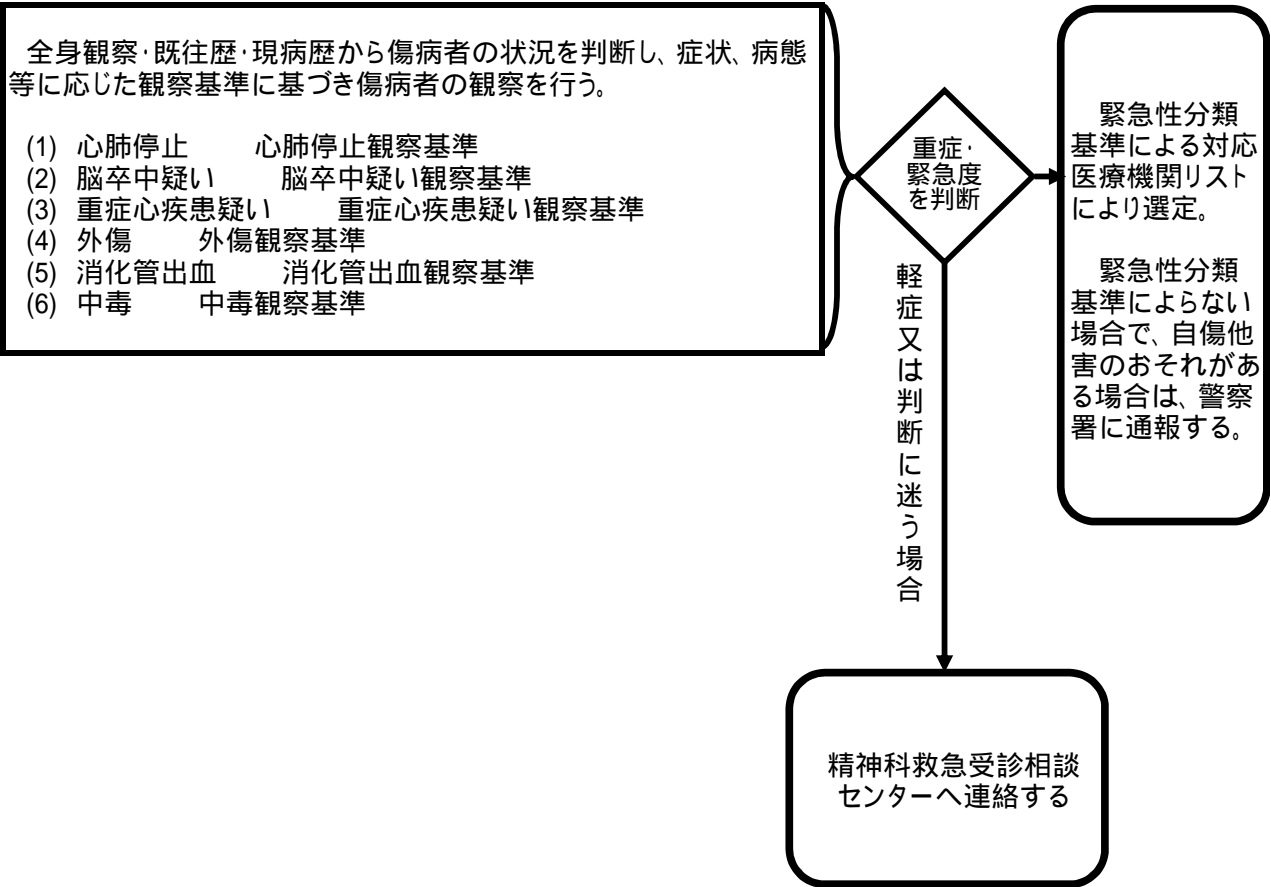 全身観察・既往歴・現病歴から傷病者の状況を判断し、症状、病態
等に応じた観察基準に基づき傷病者の観察を行う。
(1) 心肺停止　　心肺停止観察基準
(2) 脳卒中疑い　　脳卒中疑い観察基準
(3) 重症心疾患疑い　　重症心疾患疑い観察基準
(4) 外傷　　外傷観察基準
(5) 消化管出血　　消化管出血観察基準
(6) 中毒　　中毒観察基準
重症・
緊急度
を判断
緊急性分類
基準による対応
医療機関リスト
により選定。
緊急性分類
基準によらない
場合で、自傷他
害のおそれがあ
る場合は、警察
署に通報する。
軽症又は判断に迷う場合
精神科救急受診相談
センターへ連絡する